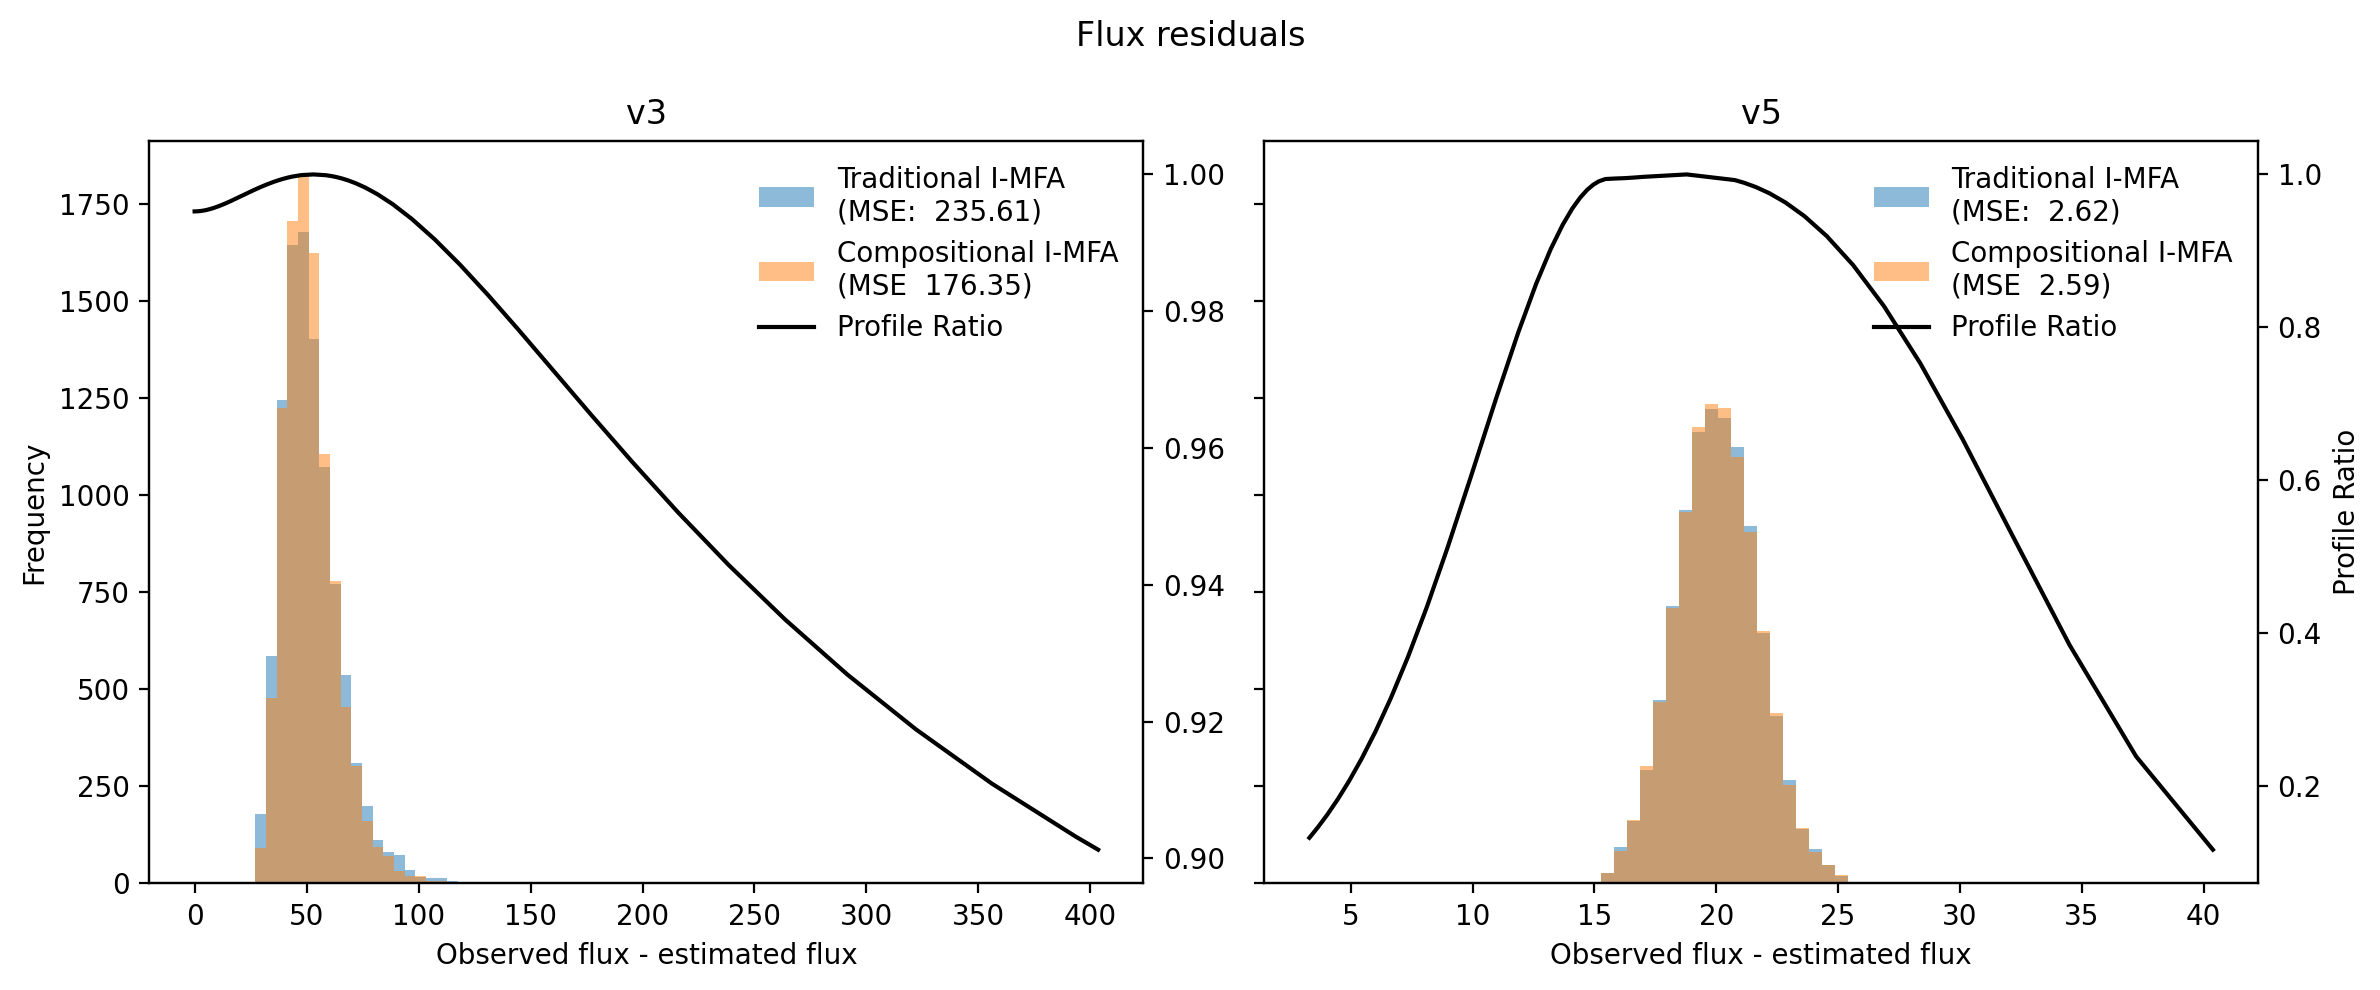 Flux residuals
v3
Traditional I-MFA
(MSE:  235.61)
Compositional I-MFA
(MSE  176.35)
Profile Ratio
Frequency
1750
1500
1250
1000
750
500
250
0
1.00
0.98
0.96
0.94
0.92
0.90
0 50 100 150 200 250 300 350 400
Observed flux - estimated flux
v5
Traditional I-MFA
(MSE:  2.62)
Compositional I-MFA
(MSE  2.59)
Profile Ratio
1.0
0.8
0.6
0.4
0.2
Profile Ratio
5 10 15 20 25 30 35 40
Observed flux - estimated flux